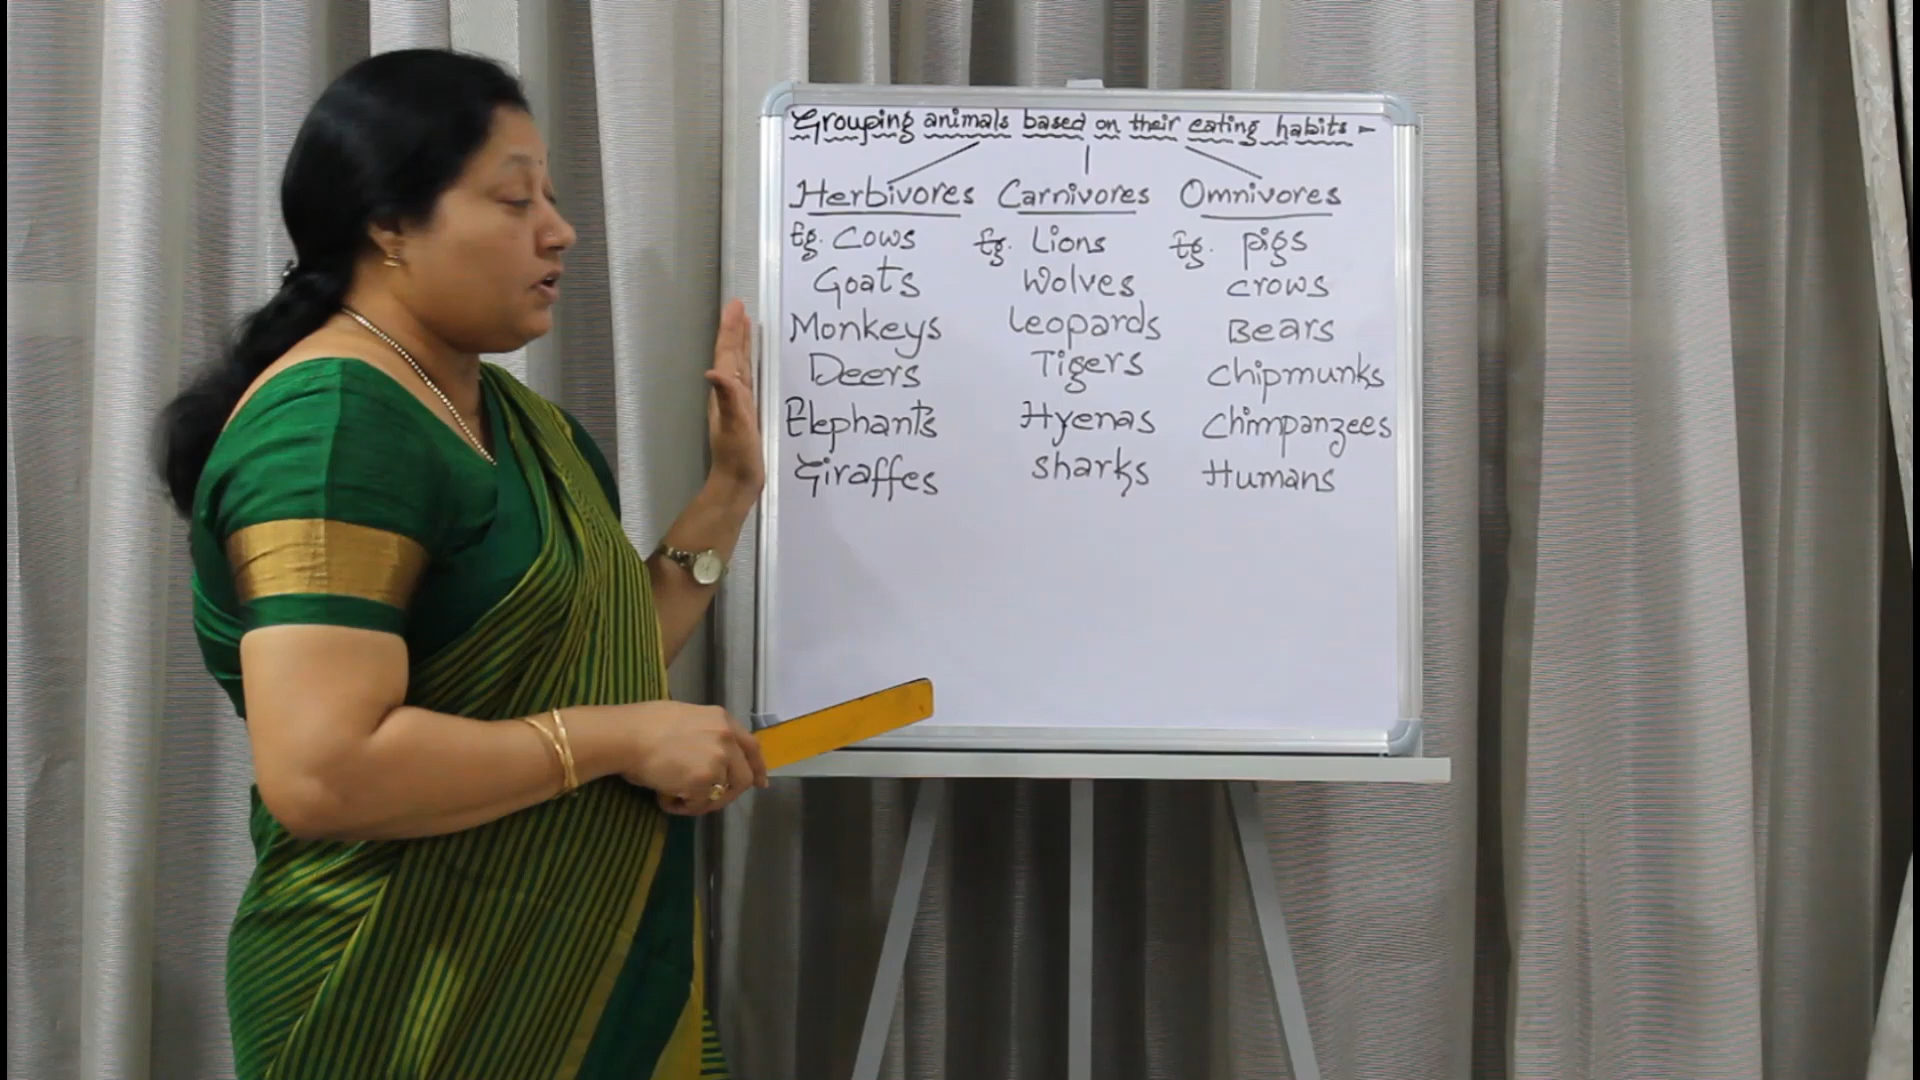 Grouping animals based on their eating habits -
Herbivores Carnivores Omnivores
Eg. Cows Eg. Lions Eg. pigs
Goats Wolves crows
Monkeys Leopards Bears
Deers Tigers chipmunks
Elephants Hyenas Chimpanzees
Giraffes sharks Humans